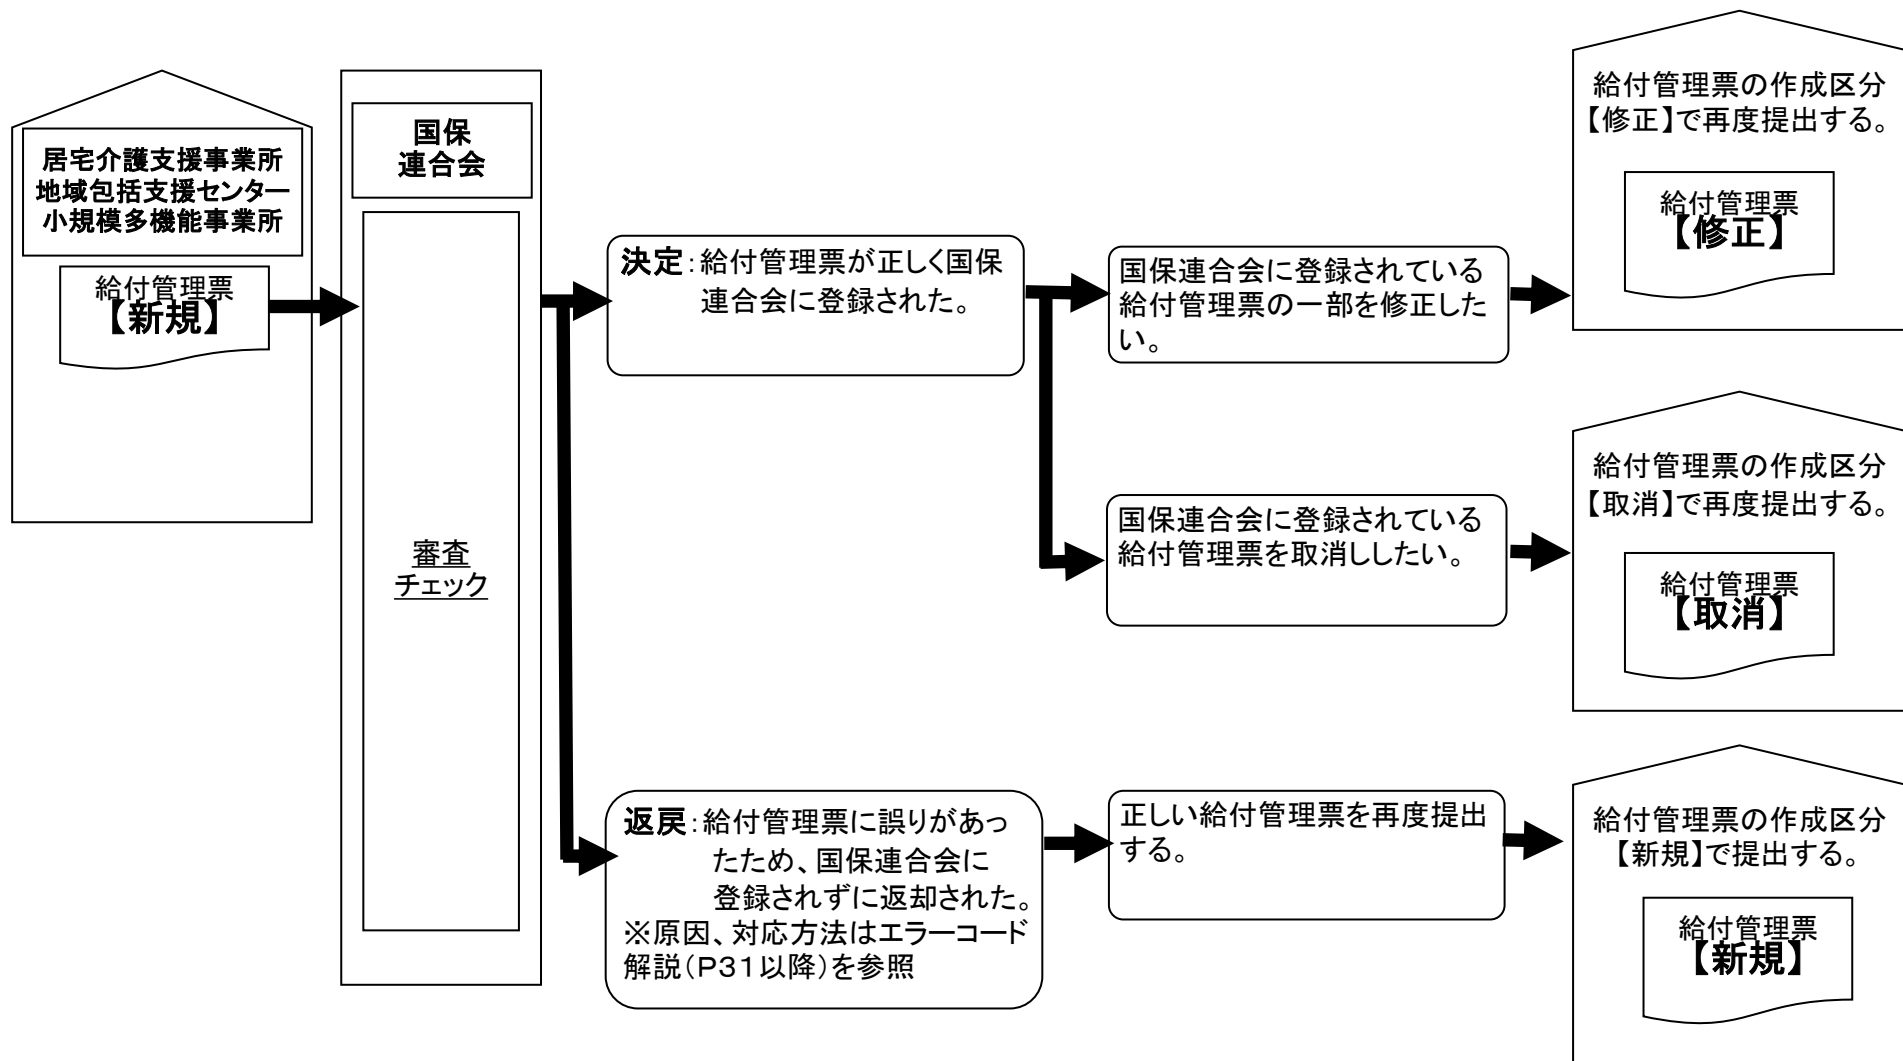 居宅介護支援事業所
地域包括支援センター
小規模多機能事業所
給付管理票
【新規】
国保
連合会
審査
チェック
決定:給付管理票が正しく国保
連合会に登録された。
国保連合会に登録されている
給付管理票の一部を修正した
い。
給付管理票の作成区分
【修正】で再度提出する。
給付管理票
【修正】
国保連合会に登録されている
給付管理票を取消ししたい。
給付管理票の作成区分
【取消】で再度提出する。
給付管理票
【取消】
返戻:給付管理票に誤りがあっ
たため、国保連合会に
登録されずに返却された。
※原因、対応方法はエラーコード
解説(P31以降)を参照
正しい給付管理票を再度提出
する。
給付管理票の作成区分
【新規】で提出する。
給付管理票
【新規】